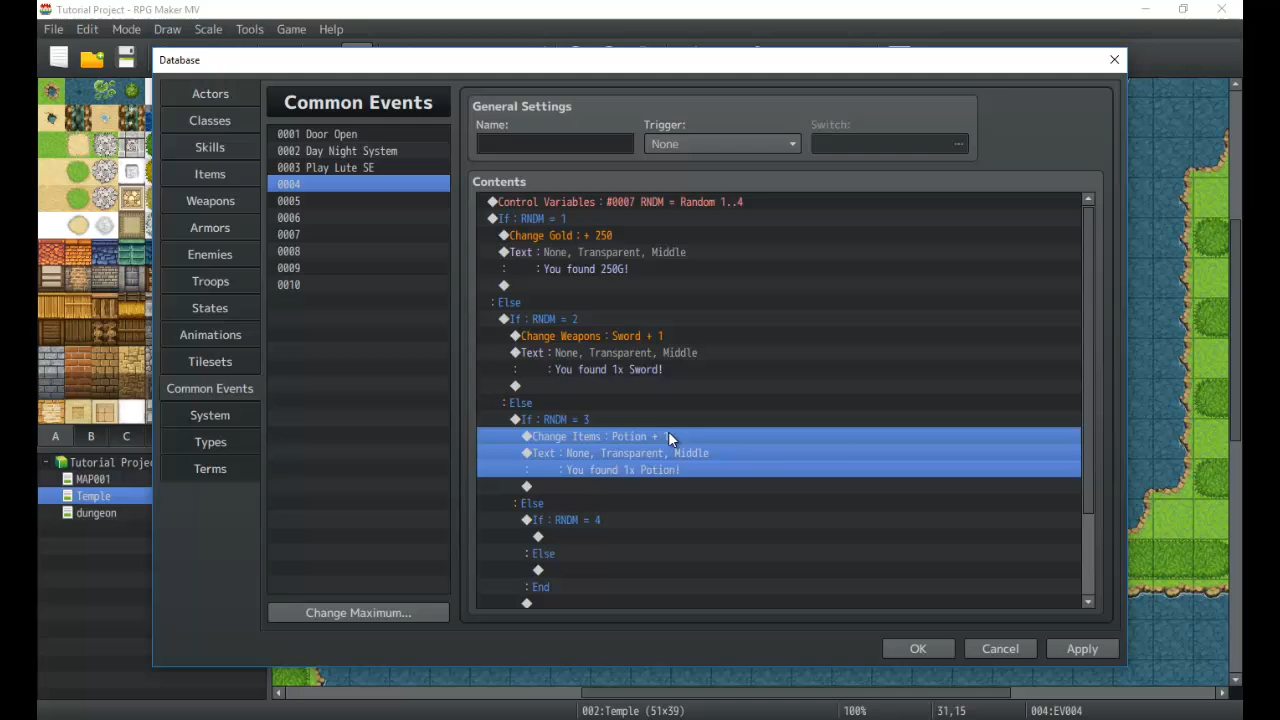 Tutorial Project - RPG Maker MV
File Edit Mode Draw Scale Tools Game Help
Database
Actors
Classes
Skills
Items
Weapons
Armors
Enemies
Troops
States
Animations
Tilesets
Common Events
System
Types
Terms
Common Events
0001 Door Open
0002 Day Night System
0003 Play Lute SE
0004
0005
0006
0007
0008
0009
0010
Change Maximum...
General Settings
Name: Trigger: Switch:
None ...
Contents
◆Control Variables：#0007 RNDM = Random 1..4
◆If：RNDM = 1
◆Change Gold：+ 250
◆Text：None, Transparent, Middle
：　：You found 250G!
◆
：Else
◆If：RNDM = 2
◆Change Weapons：Sword + 1
◆Text：None, Transparent, Middle
：　：You found 1x Sword!
◆
：Else
◆If：RNDM = 3
◆Change Items：Potion +
◆Text：None, Transparent, Middle
：　：You found 1x Potion!
◆
：Else
◆If：RNDM = 4
◆
：Else
◆
：End
◆
OK Cancel Apply
A B C
Tutorial Projec
MAP001
Temple
dungeon
002:Temple (51x39) 100% 31,15 004:EV004